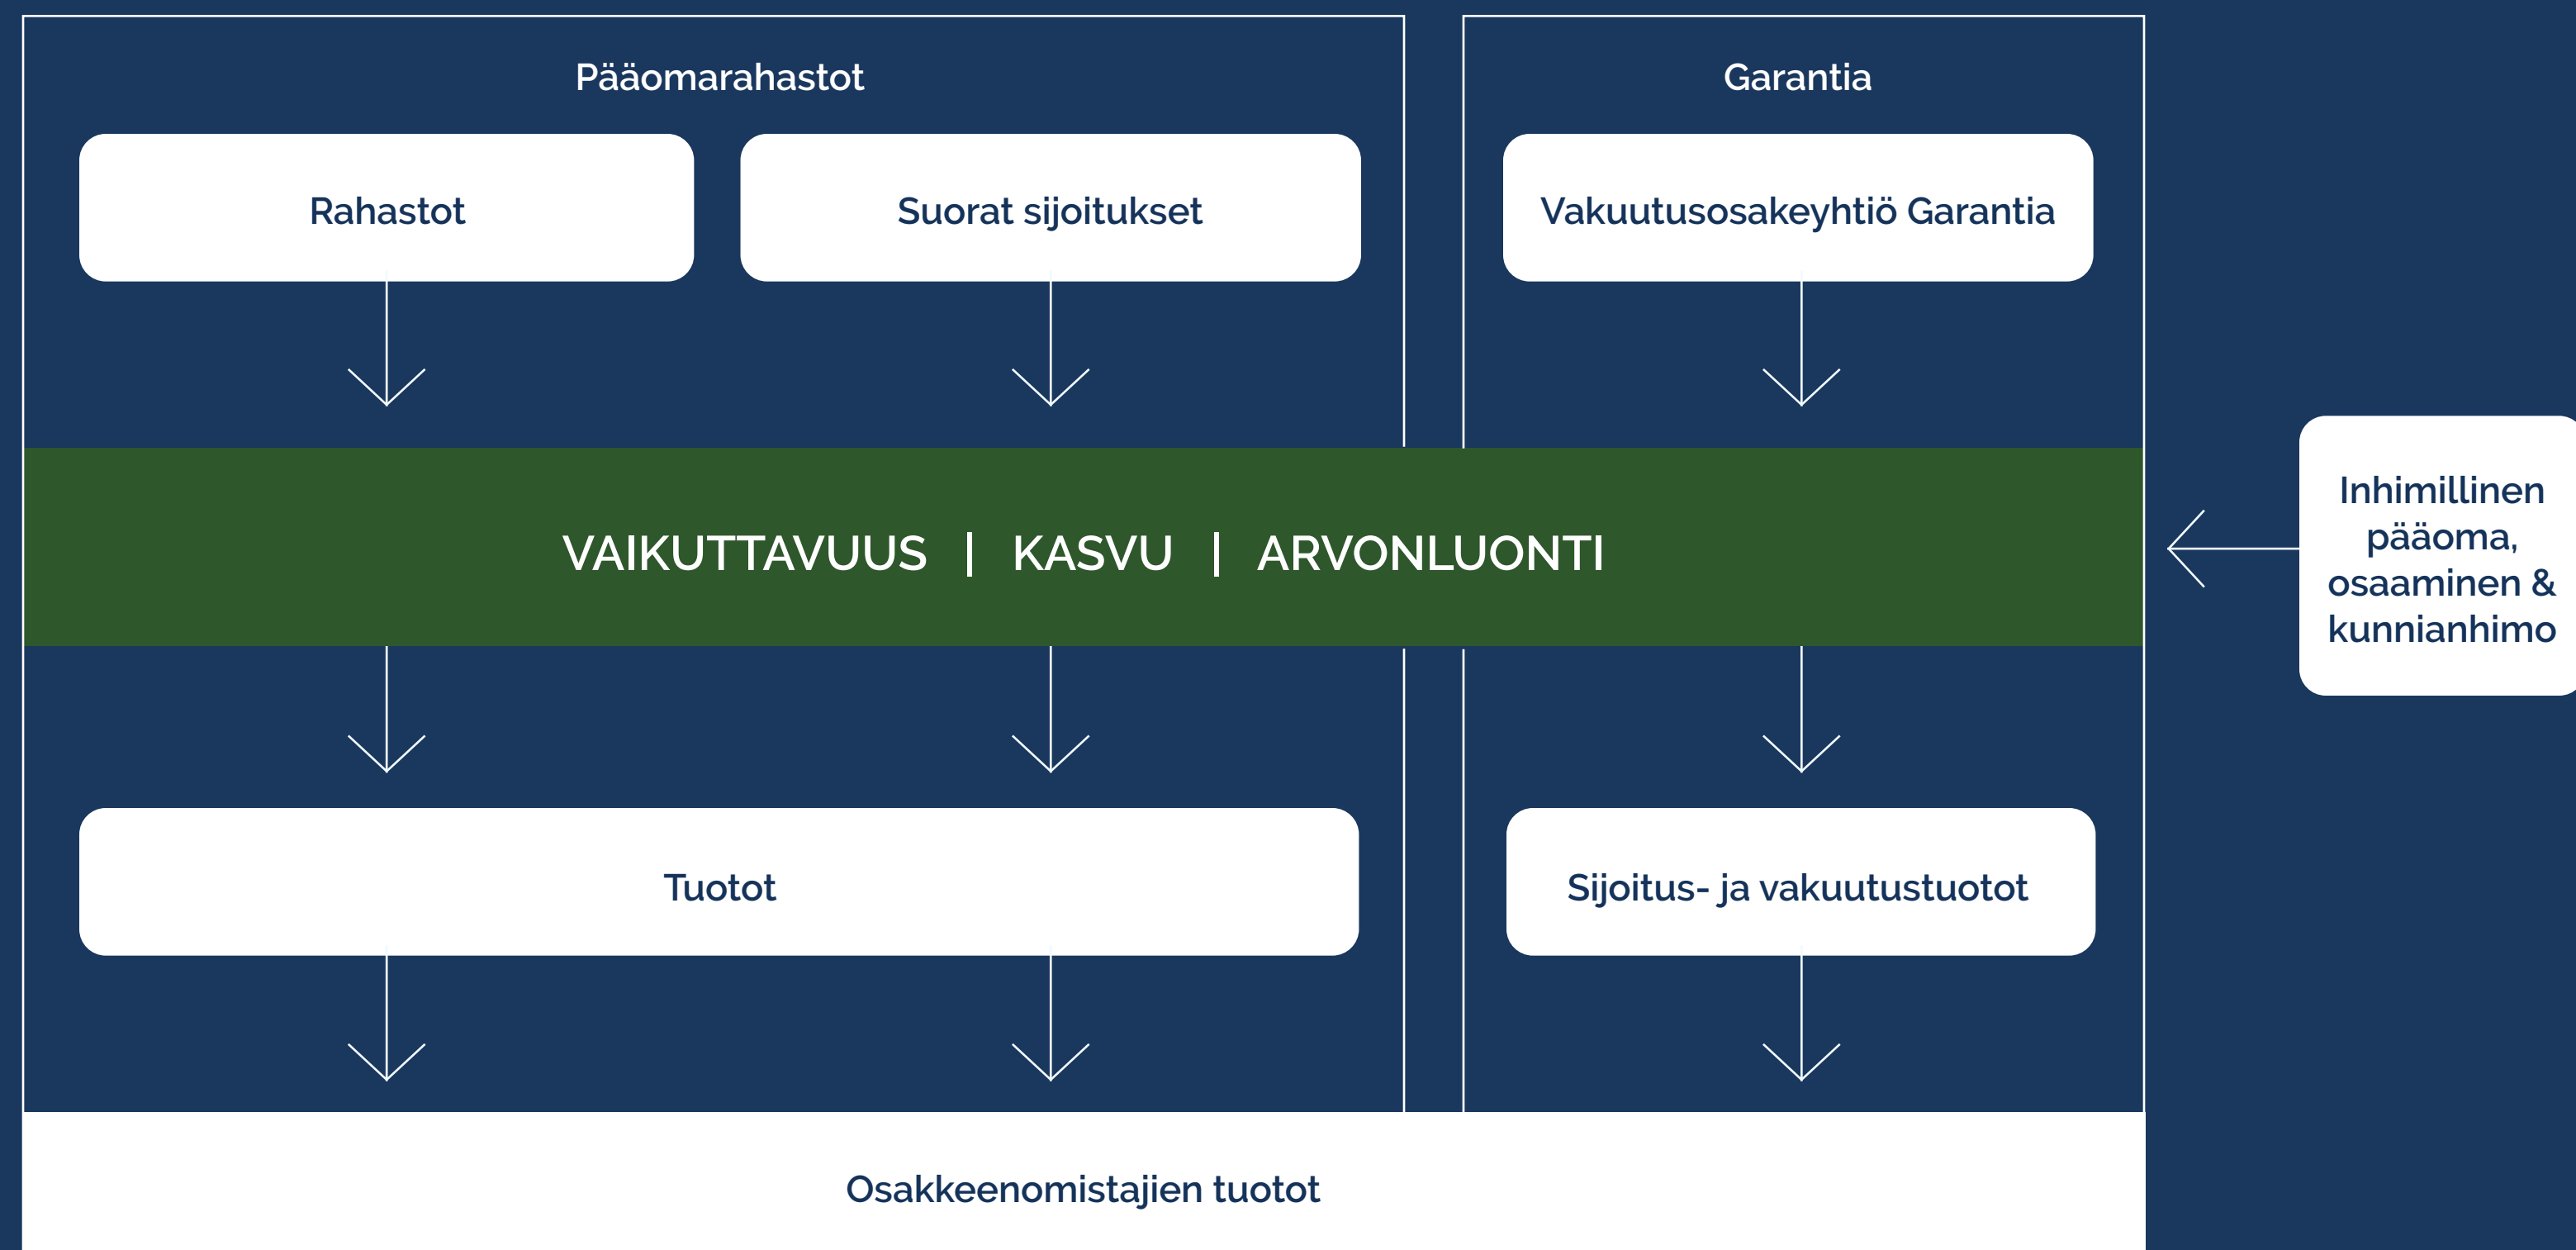 Pääomarahastot
Garantia
Rahastot
Suorat sijoitukset
Vakuutusosakeyhtiö Garantia
VAIKUTTAVUUS | KASVU | ARVONLUONTI
Inhimillinen
pääoma,
osaaminen &
kunnianhimo
Tuotot
Sijoitus- ja vakuutustuotot
Osakkeenomistajien tuotot